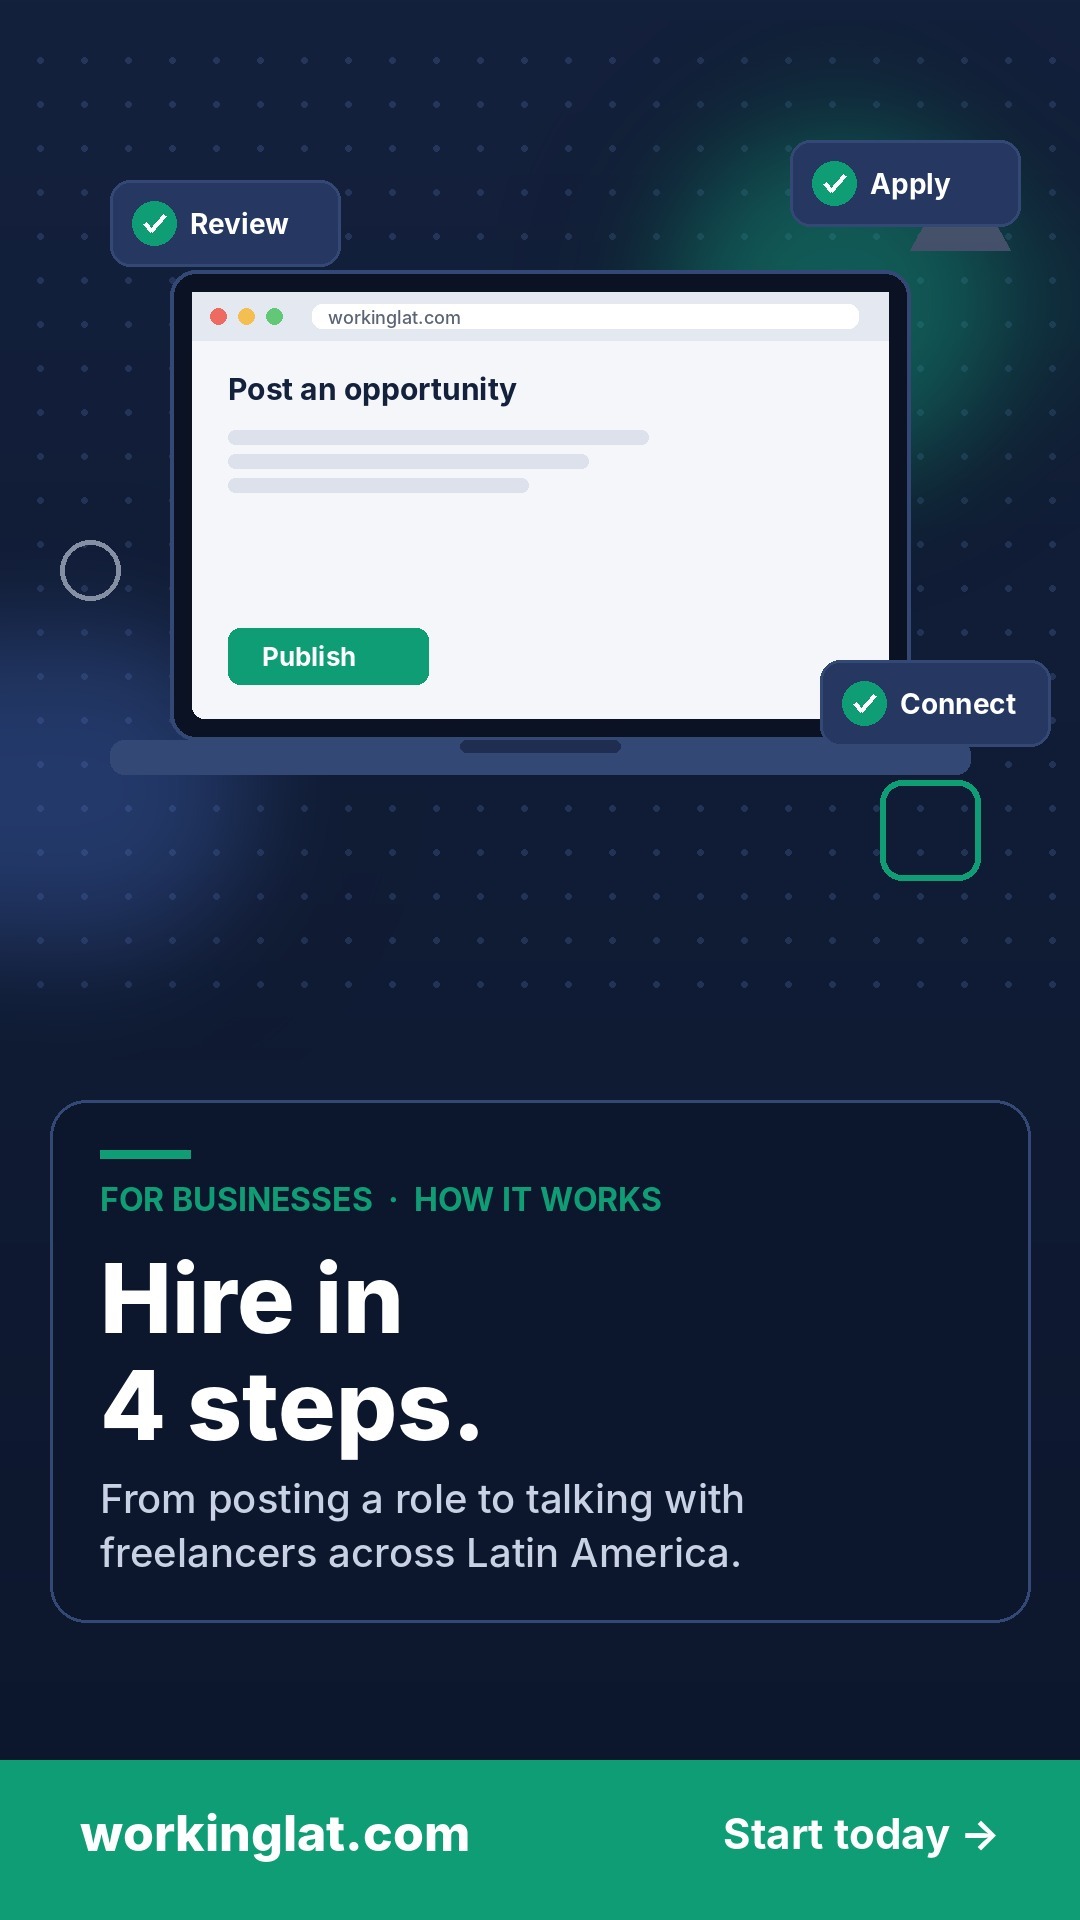 Apply
Review
workinglat.com
Post an opportunity
Publish
Connect
FOR BUSINESSES · HOW IT WORKS
Hire in
4 steps.
From posting a role to talking with
freelancers across Latin America.
workinglat.com
Start today →